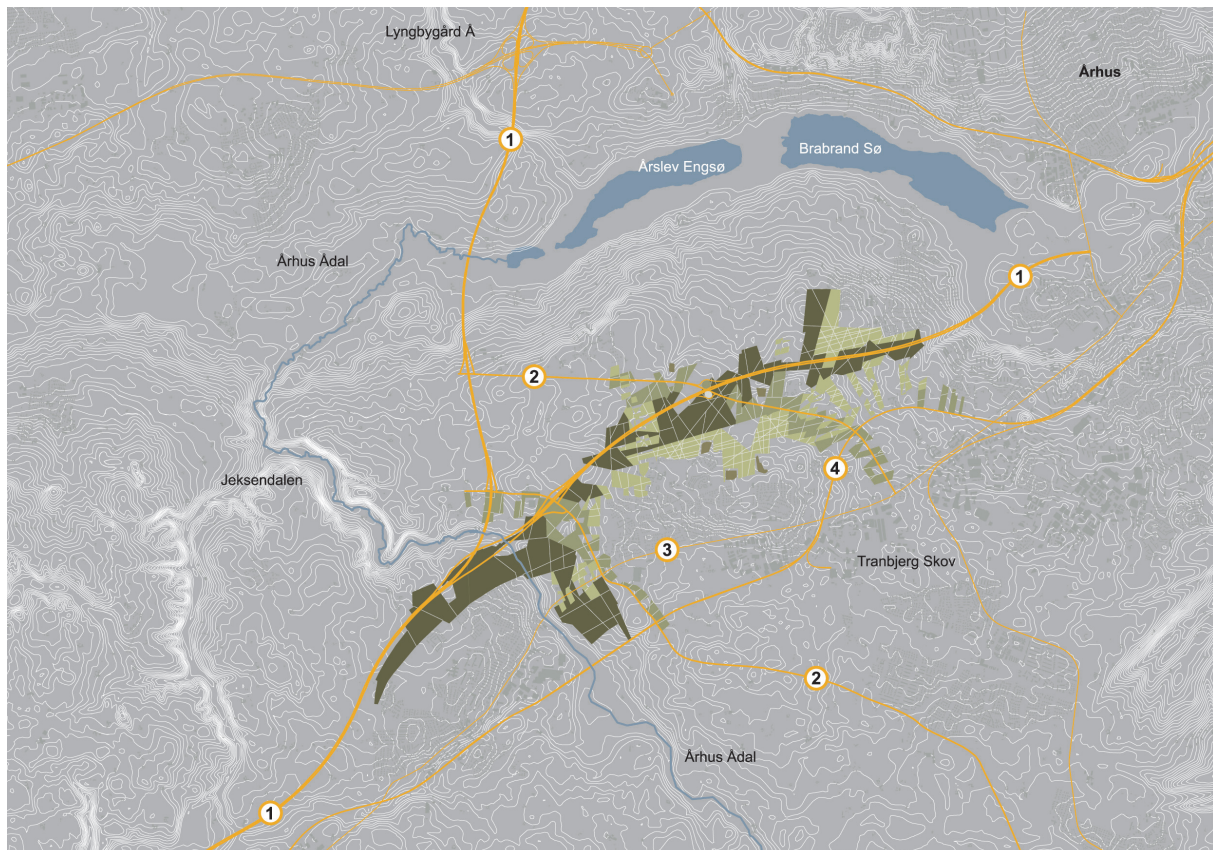 Lyngbygård Å
Århus
1
Brabrand Sø
Årslev Engsø
Århus Ådal
1
2
4
Jeksendalen
3
Tranbjerg Skov
2
Århus Ådal
1